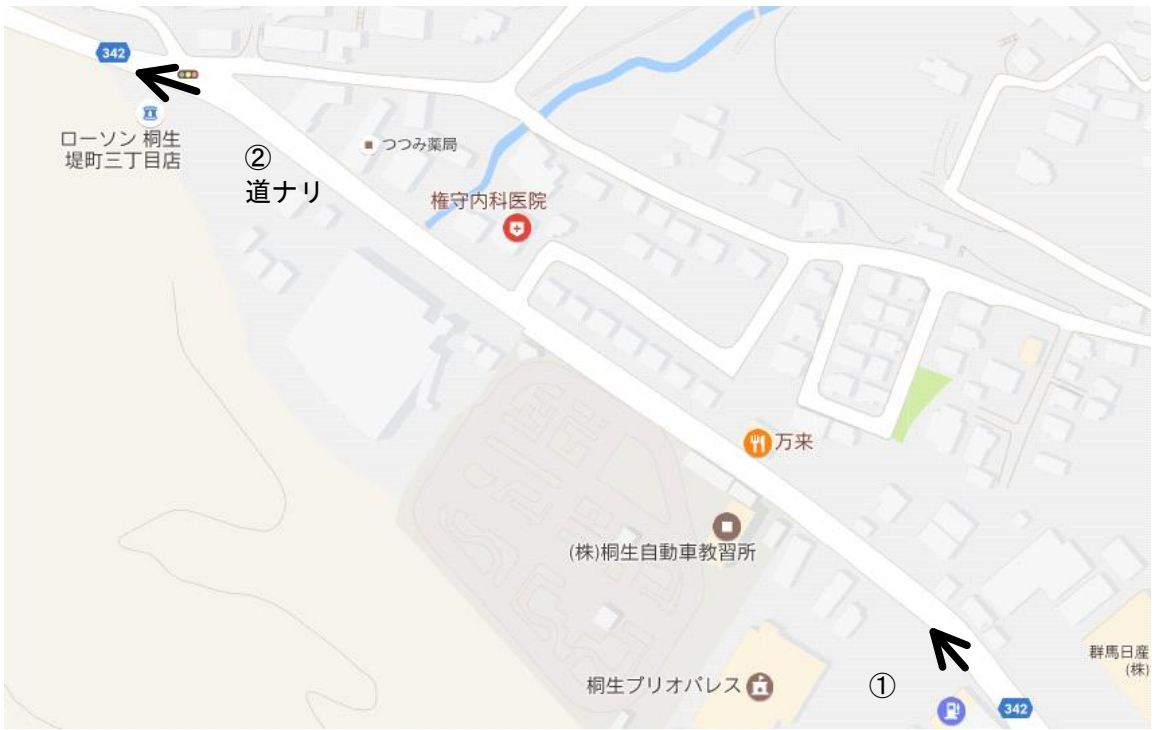 342
ローソン 桐生
堤町三丁目店
②
道ナリ
つつみ薬局
権守内科医院
万来
(株)桐生自動車教習所
群馬日産
(株)
桐生プリオパレス
①
342